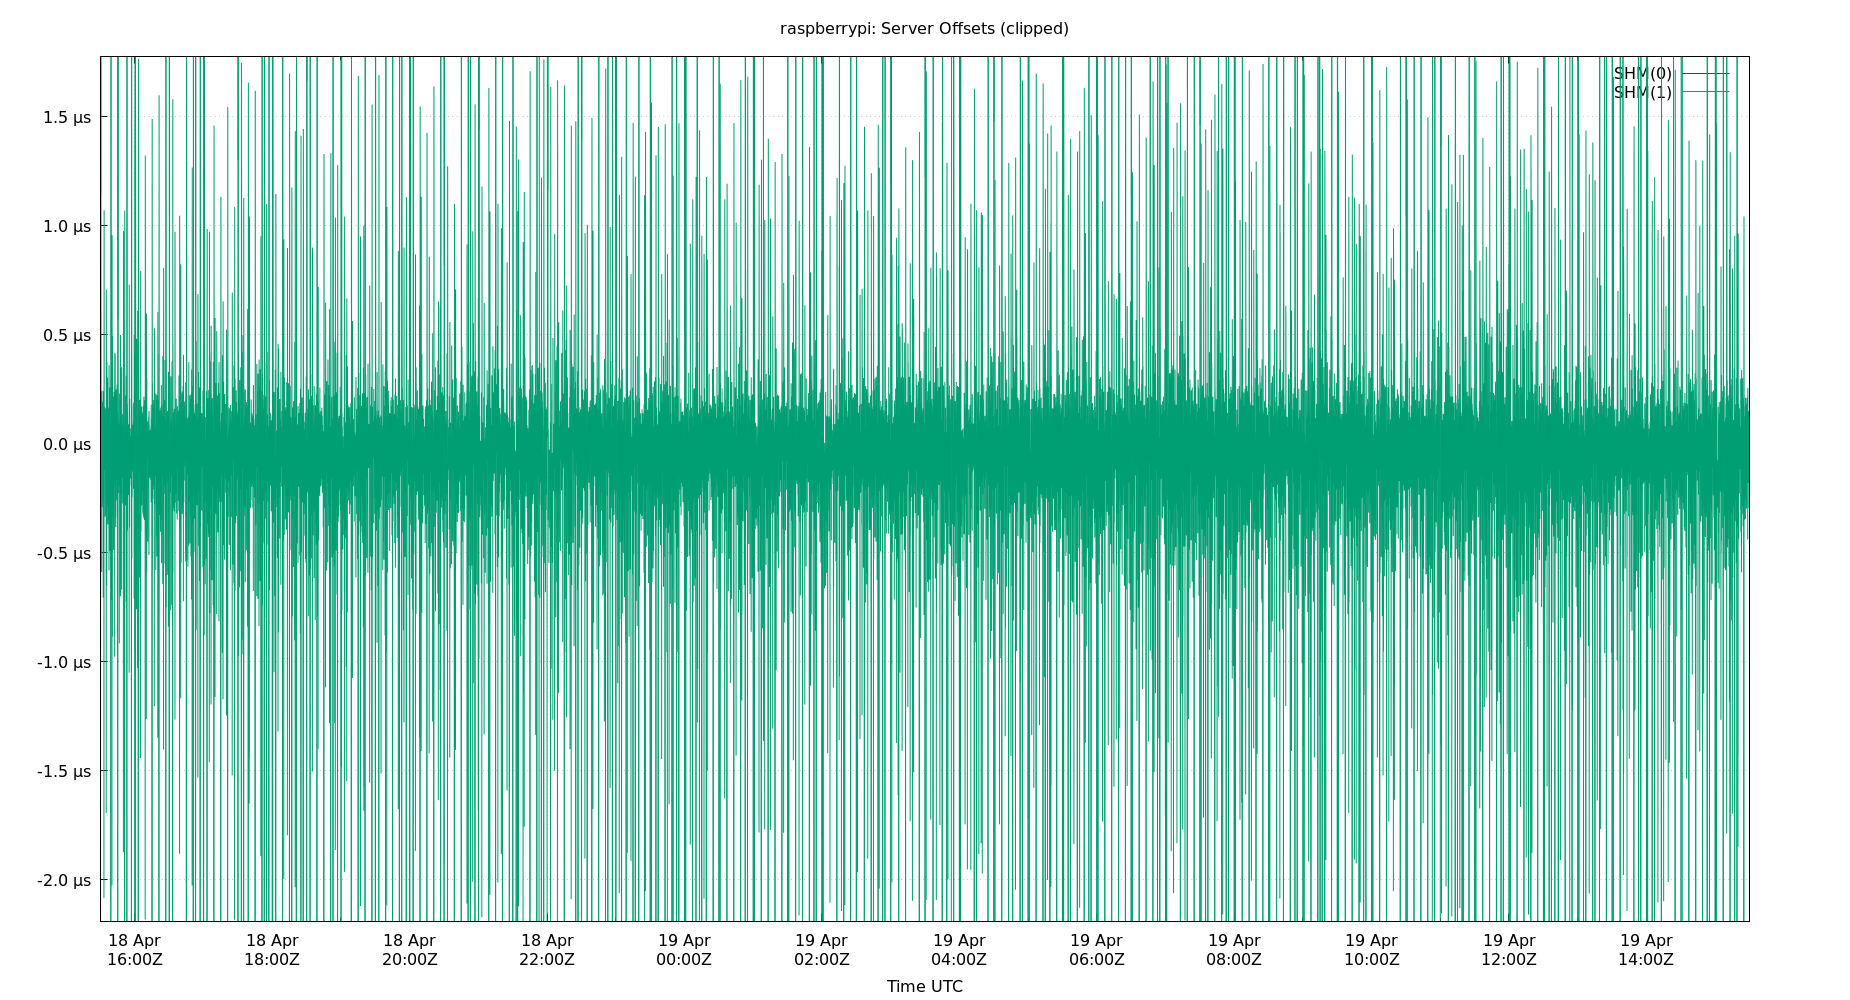 raspberrypi: Server Offsets (clipped)
SHM(0)
SHM(1)
1.5 µs
1.0 µs
0.5 µs
0.0 µs
-0.5 µs
-1.0 µs
-1.5 µs
-2.0 µs
18 Apr 18 Apr 18 Apr 18 Apr 19 Apr 19 Apr 19 Apr 19 Apr 19 Apr 19 Apr 19 Apr 19 Apr
16:00Z 18:00Z 20:00Z 22:00Z 00:00Z 02:00Z 04:00Z 06:00Z 08:00Z 10:00Z 12:00Z 14:00Z
Time UTC